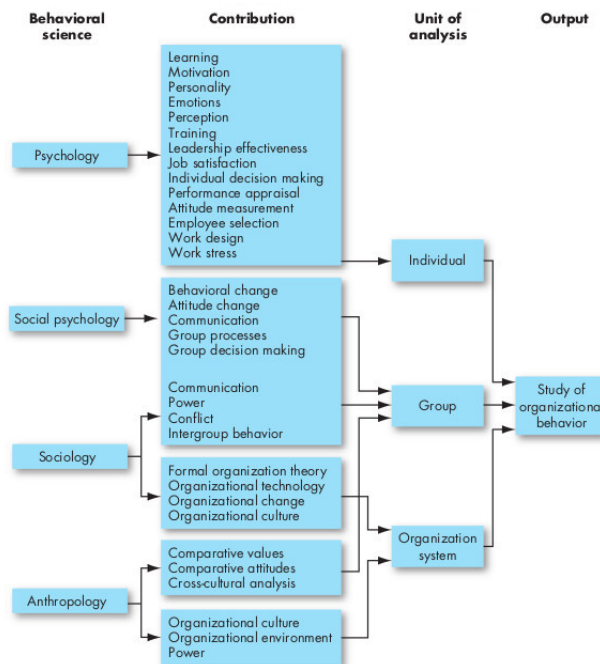 Behavioral
science
Contribution
Unit of
analysis
Output
Psychology
Learning
Motivation
Personality
Emotions
Perception
Training
Leadership effectiveness
Job satisfaction
Individual decision making
Performance appraisal
Attitude measurement
Employee selection
Work design
Work stress
Individual
Social psychology
Behavioral change
Attitude change
Communication
Group processes
Group decision making
Communication
Power
Conflict
Intergroup behavior
Group
Study of
organizational
behavior
Sociology
Formal organization theory
Organizational technology
Organizational change
Organizational culture
Organization
system
Anthropology
Comparative values
Comparative attitudes
Cross-cultural analysis
Organizational culture
Organizational environment
Power